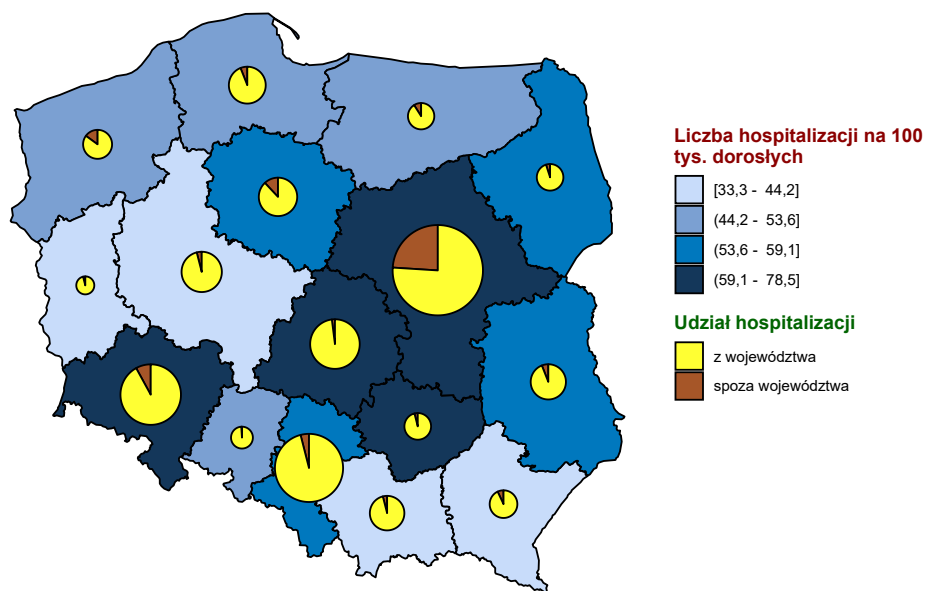 Liczba hospitalizacji na 100
tys. dorosłych
[33,3 - 44,2]
(44,2 - 53,6]
(53,6 - 59,1]
(59,1 - 78,5]
Udział hospitalizacji
z województwa
spoza województwa